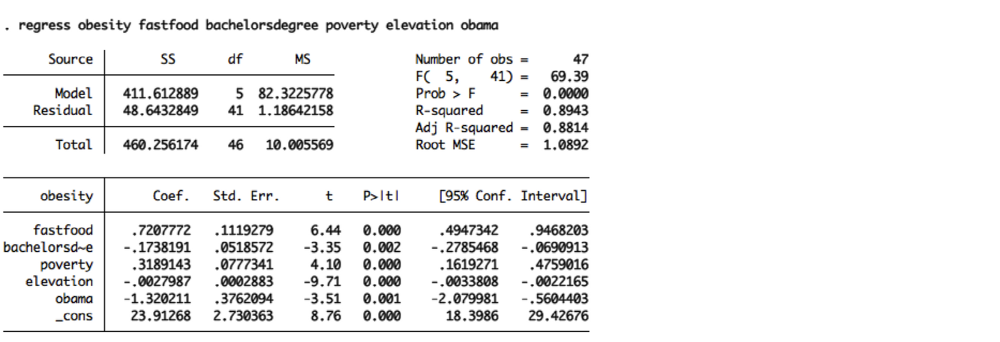 . regress obesity fastfood bachelorsdegree poverty elevation obama
Source SS df MS Number of obs = 47
F( 5, 41) = 69.39
Model 411.612889 5 82.3225778 Prob > F = 0.0000
Residual 48.6432849 41 1.18642158 R-squared = 0.8943
Adj R-squared = 0.8814
Total 460.256174 46 10.005569 Root MSE = 1.0892
obesity Coef. Std. Err. t P>|t| [95% Conf. Interval]
fastfood .7207772 .1119279 6.44 0.000 .4947342 .9468203
bachelorsd~e -.1738191 .0518572 -3.35 0.002 -.2785468 -.0690913
poverty .3189143 .0777341 4.10 0.000 .1619271 .4759016
elevation -.0027987 .0002883 -9.71 0.000 -.0033808 -.0022165
obama -1.320211 .3762094 -3.51 0.001 -2.079981 -.5604403
_cons 23.91268 2.730363 8.76 0.000 18.3986 29.42676